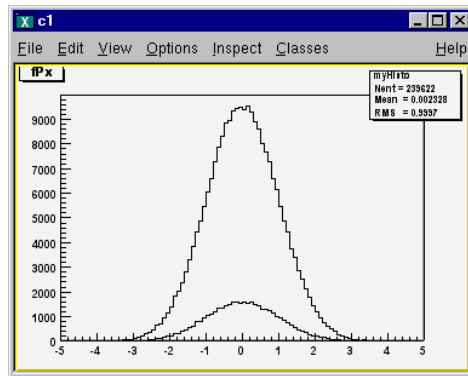 c1
File Edit View Options Inspect Classes Help
fPx
myHisto
Nent = 239622
Mean = 0.002328
RMS = 0.9997
9000
8000
7000
6000
5000
4000
3000
2000
1000
0
-5 -4 -3 -2 -1 0 1 2 3 4 5